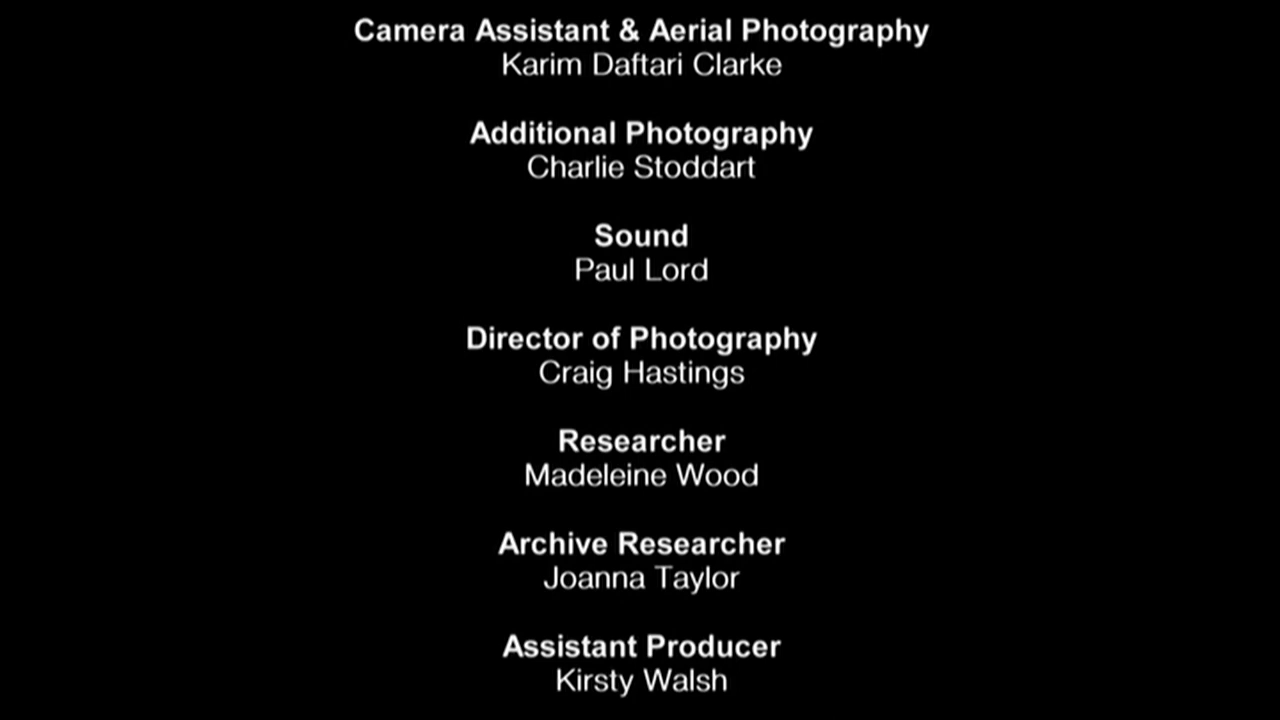 Camera Assistant & Aerial Photography
Karim Daftari Clarke
Additional Photography
Charlie Stoddart
Sound
Paul Lord
Director of Photography
Craig Hastings
Researcher
Madeleine Wood
Archive Researcher
Joanna Taylor
Assistant Producer
Kirsty Walsh